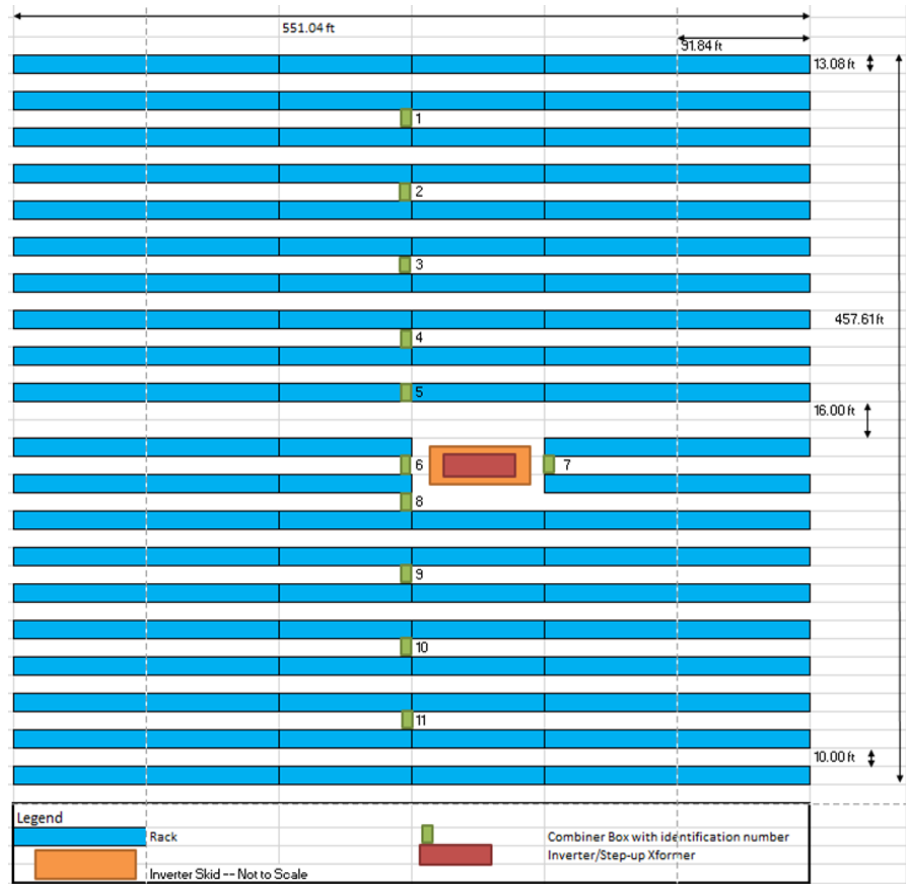 551.04 ft
91.84 ft
13.08 ft
1
2
3
457.61 ft
4
5
16.00 ft
6
7
8
9
10
11
10.00 ft
Legend
Rack
Combiner Box with identification number
Inverter/Step-up Xformer
Inverter Skid -- Not to Scale